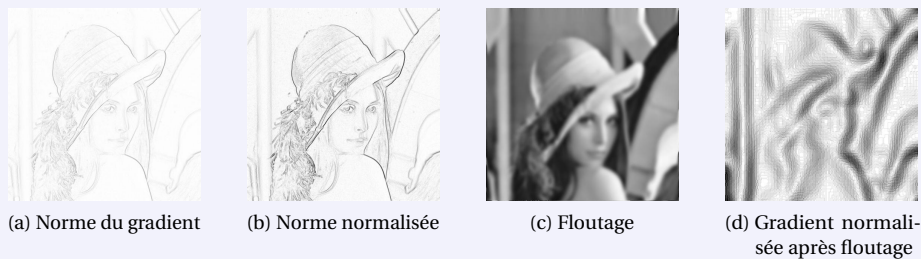 (a) Norme du gradient
(b) Norme normalisée
(c) Floutage
(d) Gradient normali-
sée après floutage